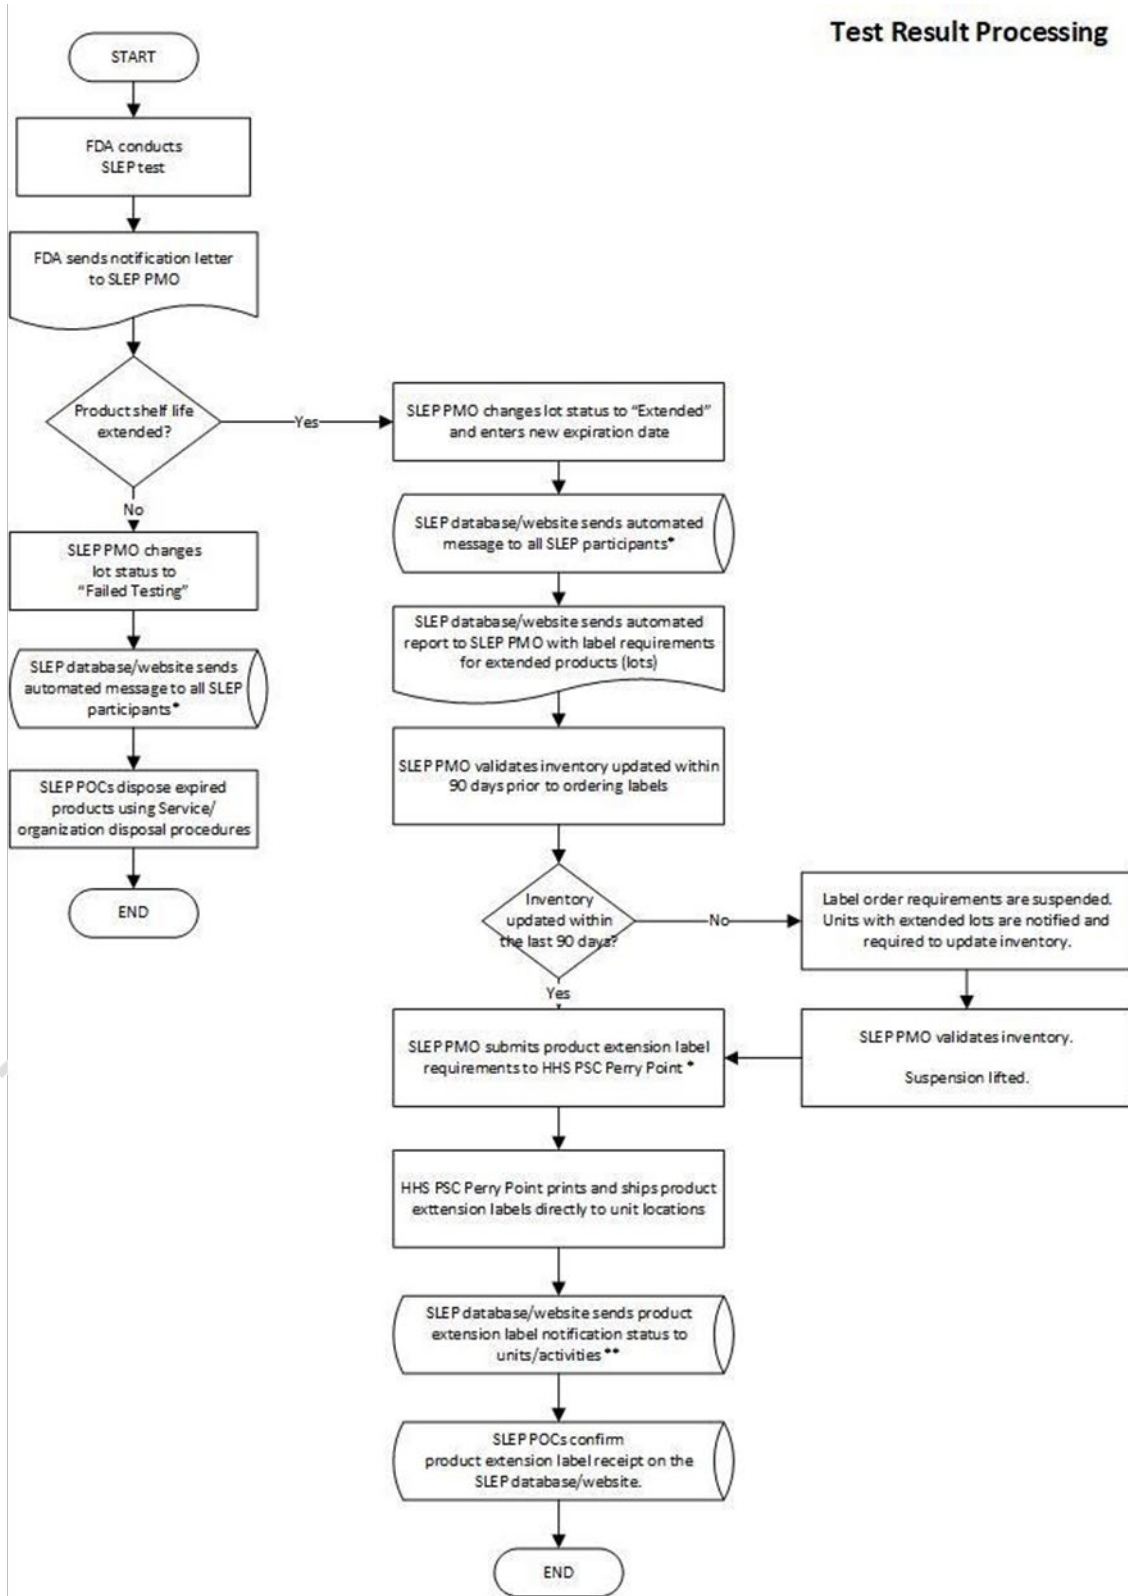 Test Result Processing
START
FDA conducts
SLEP test
FDA sends notification letter
to SLEP PMO
Product shelf life
extended?
Yes
No
SLEP PMO changes
lot status to
"Failed Testing"
SLEP database/website sends
automated message to all SLEP
participants*
SLEP POCs dispose expired
products using Service/
organization disposal procedures
END
SLEP PMO changes lot status to "Extended"
and enters new expiration date
SLEP database/website sends automated
message to all SLEP participants*
SLEP database/website sends automated
report to SLEP PMO with label requirements
for extended products (lots)
SLEP PMO validates inventory updated within
90 days prior to ordering labels
Inventory
updated within
the last 90 days?
No
Yes
Label order requirements are suspended.
Units with extended lots are notified and
required to update inventory.
SLEP PMO validates inventory.
Suspension lifted.
SLEP PMO submits product extension label
requirements to HHS PSC Perry Point *
HHS PSC Perry Point prints and ships product
exttension labels directly to unit locations
SLEP database/website sends product
extension label notification status to
units/activities **
SLEP POCs confirm
product extension label receipt on the
SLEP database/website.
END